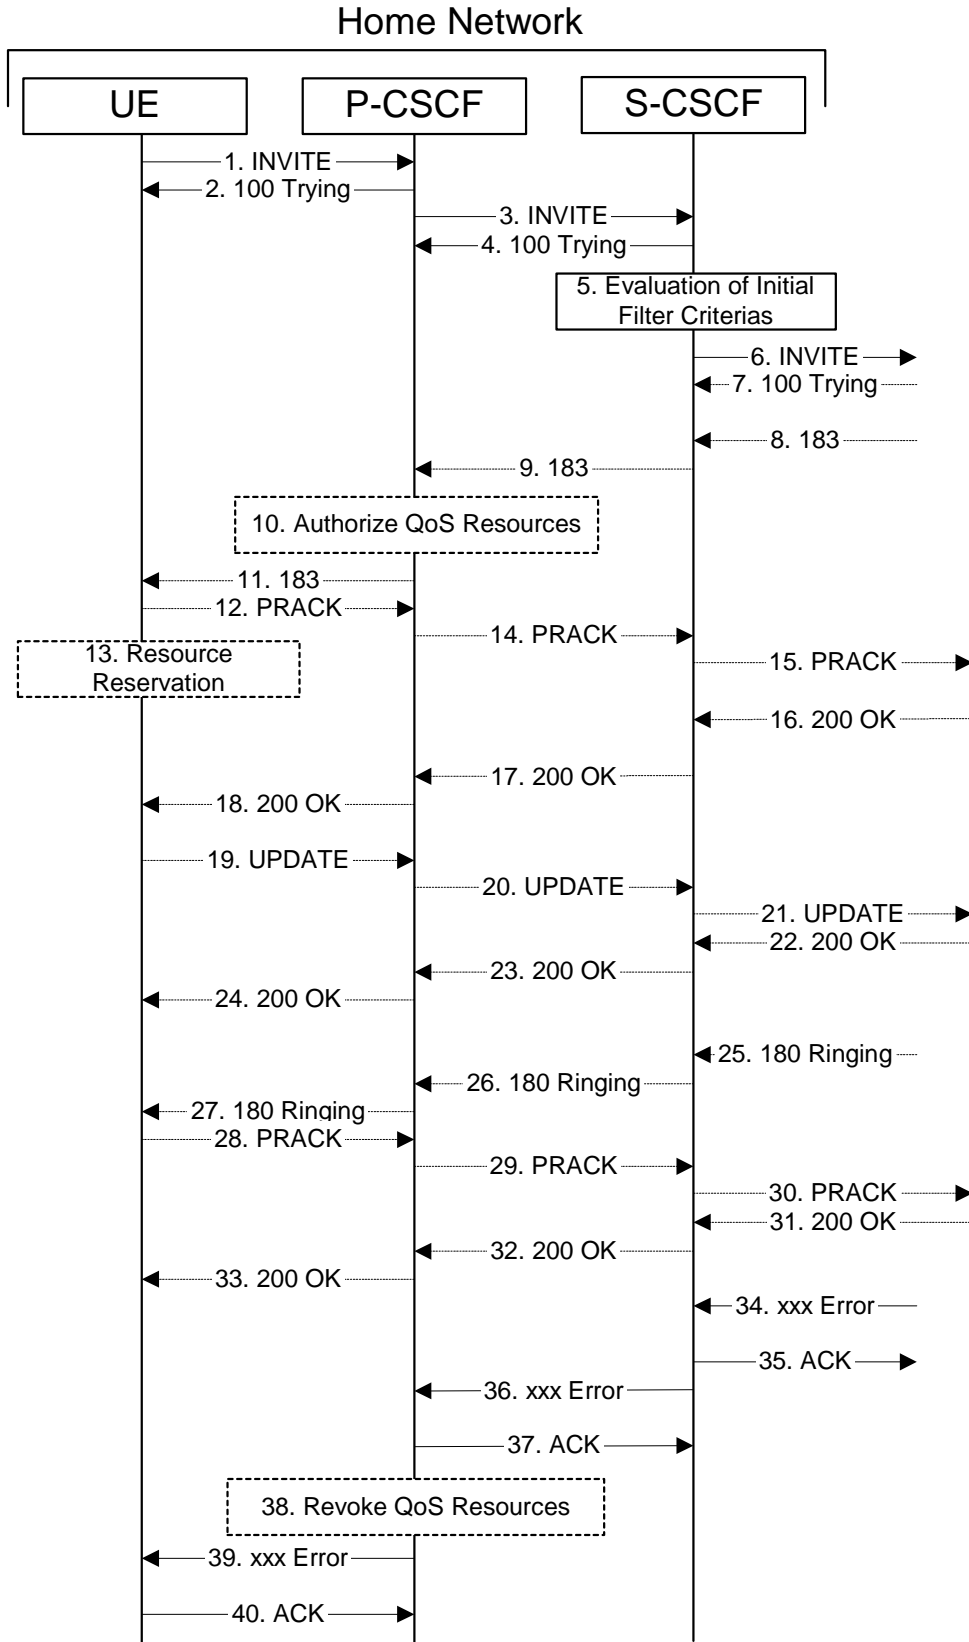 Home Network
UE
P-CSCF
S-CSCF
1. INVITE
2. 100 Trying
3. INVITE
4. 100 Trying
5. Evaluation of Initial
Filter Criterias
6. INVITE
7. 100 Trying
8. 183
9. 183
10. Authorize QoS Resources
11. 183
12. PRACK
14. PRACK
13. Resource
Reservation
15. PRACK
16. 200 OK
17. 200 OK
18. 200 OK
19. UPDATE
20. UPDATE
21. UPDATE
22. 200 OK
23. 200 OK
24. 200 OK
25. 180 Ringing
26. 180 Ringing
27. 180 Ringing
28. PRACK
29. PRACK
30. PRACK
31. 200 OK
32. 200 OK
33. 200 OK
34. xxx Error
35. ACK
36. xxx Error
37. ACK
38. Revoke QoS Resources
39. xxx Error
40. ACK